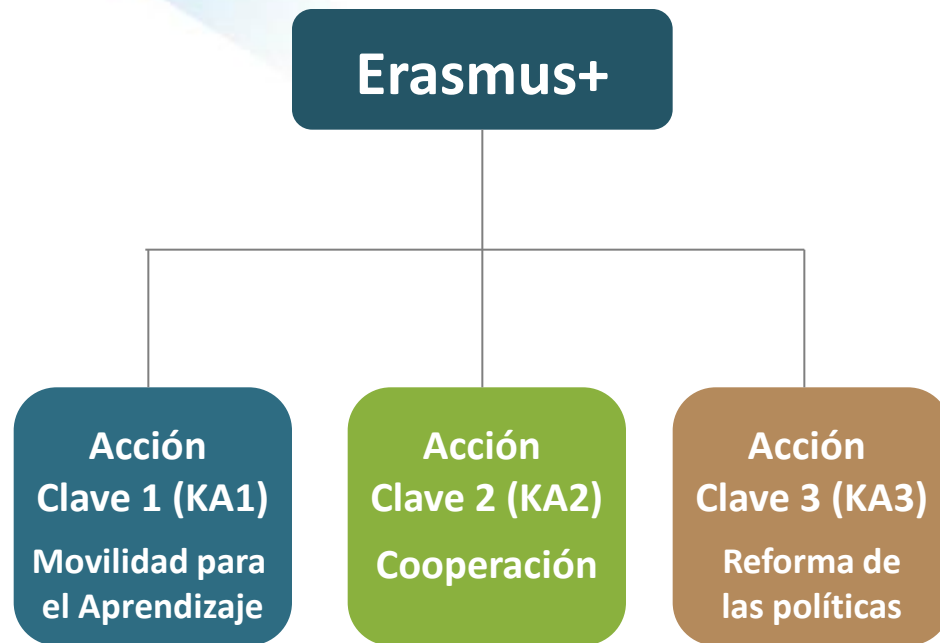 Erasmus+
Acción
Clave 1 (KA1)
Movilidad para
el Aprendizaje
Acción
Clave 2 (KA2)
Cooperación
Acción
Clave 3 (KA3)
Reforma de
las políticas